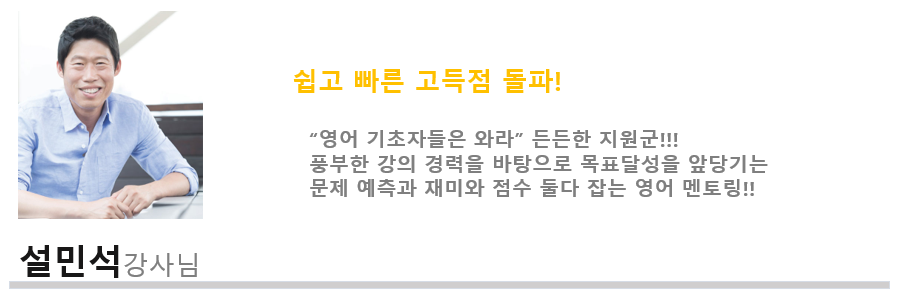 쉽고 빠른 고득점 돌파!
“영어 기초자들은 와라” 든든한 지원군!!!
풍부한 강의 경력을 바탕으로 목표달성을 앞당기는
문제 예측과 재미와 점수 둘다 잡는 영어 멘토링!!
설민석강사님